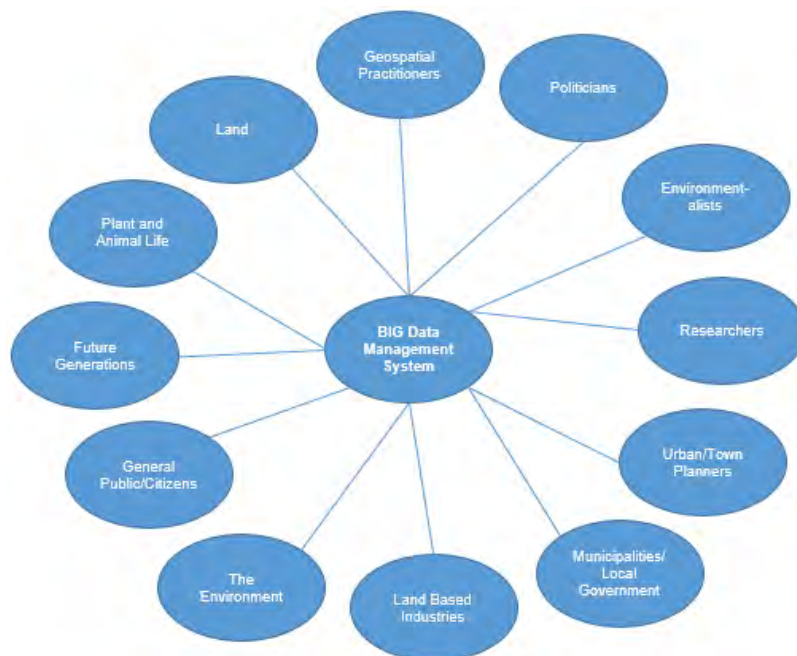 Geospatial
Practitioners
Politicians
Land
Environment-
alists
Plant and
Animal Life
BIG Data
Management
System
Researchers
Future
Generations
General
Public/Citizens
Urban/Town
Planners
The
Environment
Land Based
Industries
Municipalities/
Local
Government